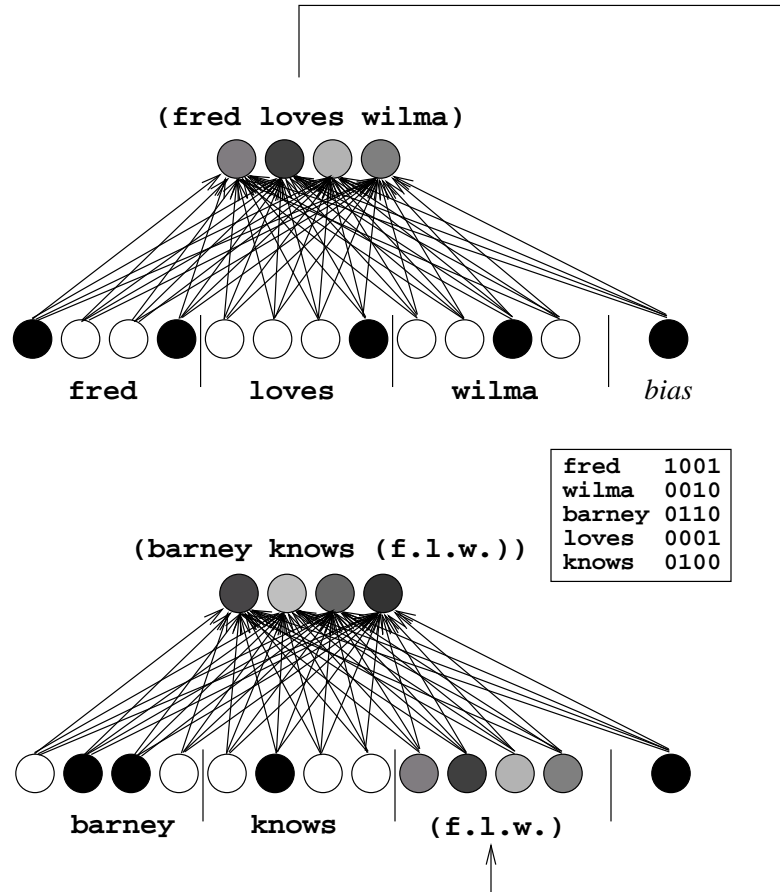 (fred loves wilma)
fred loves wilma bias
fred 1001
wilma 0010
barney 0110
loves 0001
knows 0100
(barney knows (f.l.w.))
barney knows (f.l.w.)